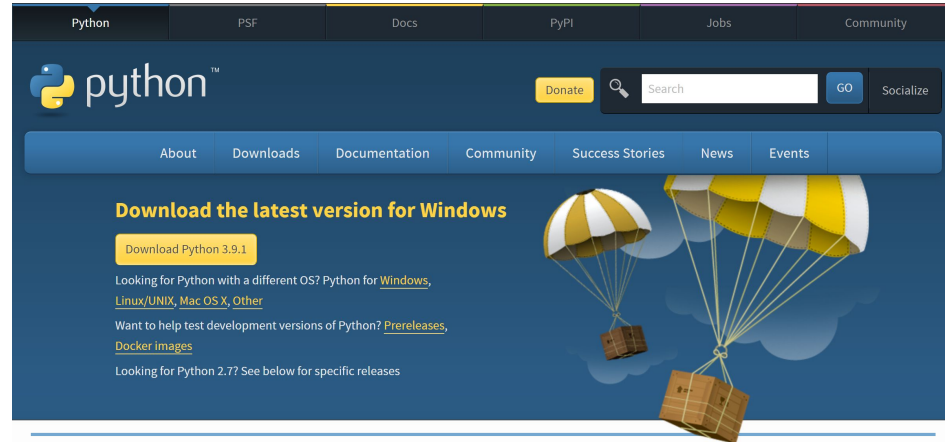 Python PSF Docs PyPI Jobs Community
python™
Donate Search GO Socialize
About Downloads Documentation Community Success Stories News Events
Download the latest version for Windows
Download Python 3.9.1
Looking for Python with a different OS? Python for Windows,
Linux/UNIX, Mac OS X, Other
Want to help test development versions of Python? Prereleases,
Docker images
Looking for Python 2.7? See below for specific releases